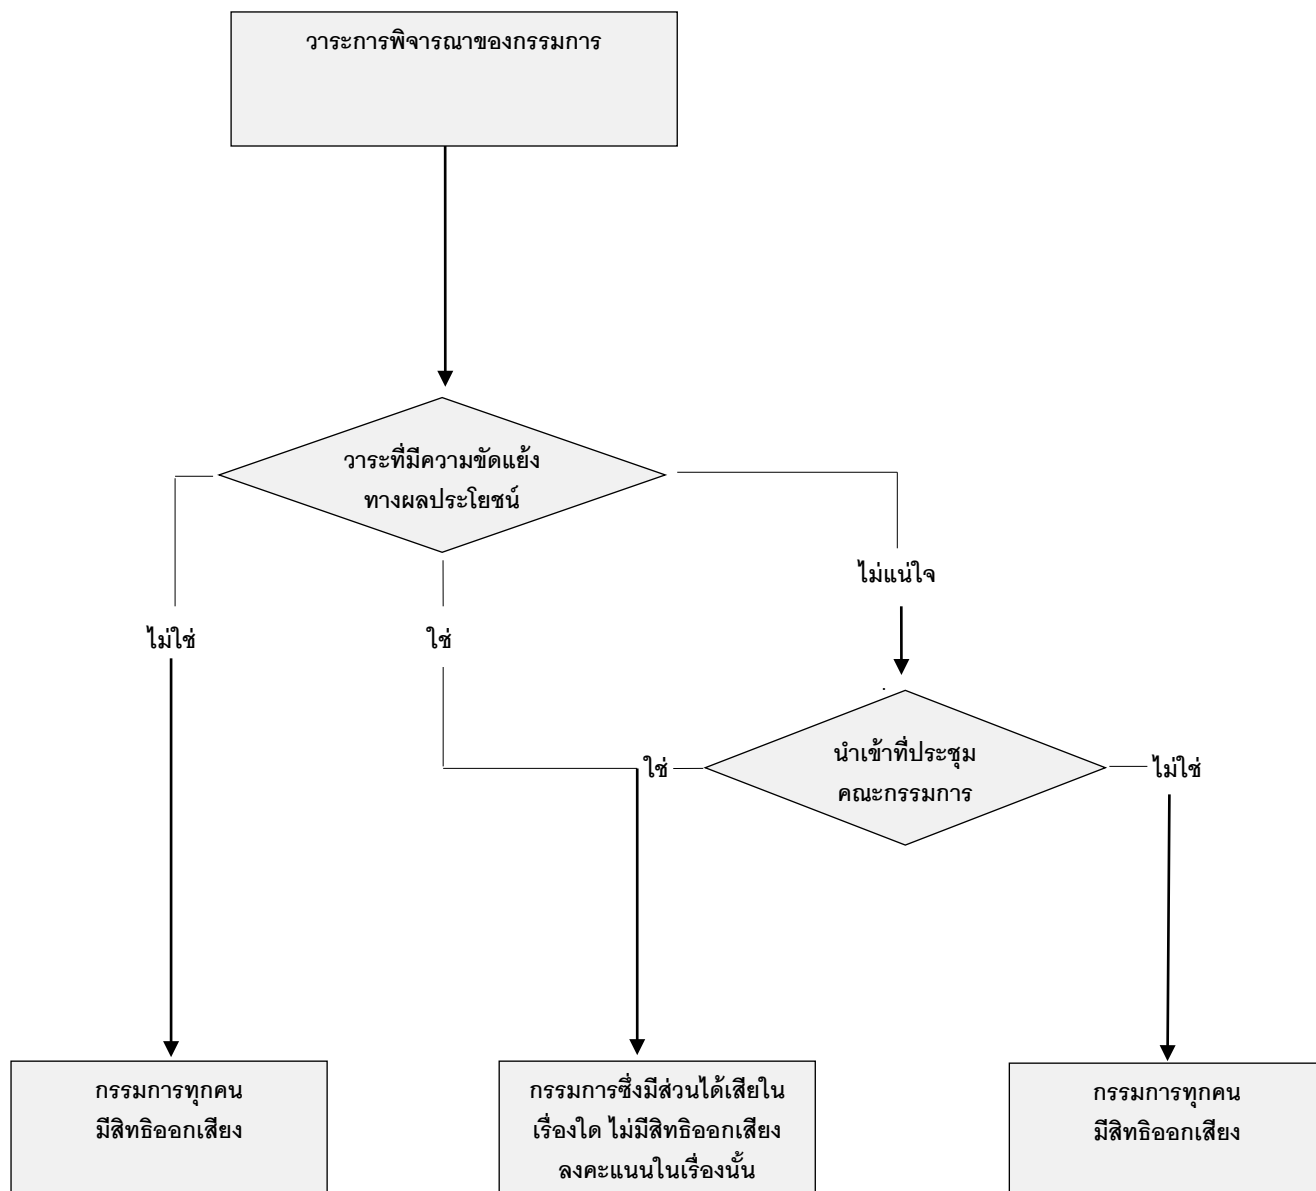 วาระการพิจารณาของกรรมการ
วาระที่มีความขัดแย้ง
ทางผลประโยชน์
ไม่แน่ใจ
ไม่ใช่
ใช่
นำเข้าที่ประชุม
คณะกรรมการ
ใช่
ไม่ใช่
กรรมการทุกคน
มีสิทธิออกเสียง
กรรมการซึ่งมีส่วนได้เสียใน
เรื่องใด ไม่มีสิทธิออกเสียง
ลงคะแนนในเรื่องนั้น
กรรมการทุกคน
มีสิทธิออกเสียง